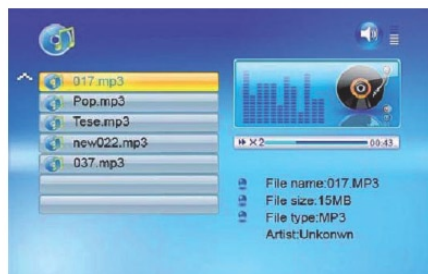 017.mp3
Pop.mp3
Tese.mp3
new022.mp3
037.mp3
X2
00:43
File name:017.MP3
File size:15MB
File type:MP3
Artist:Unkonwn